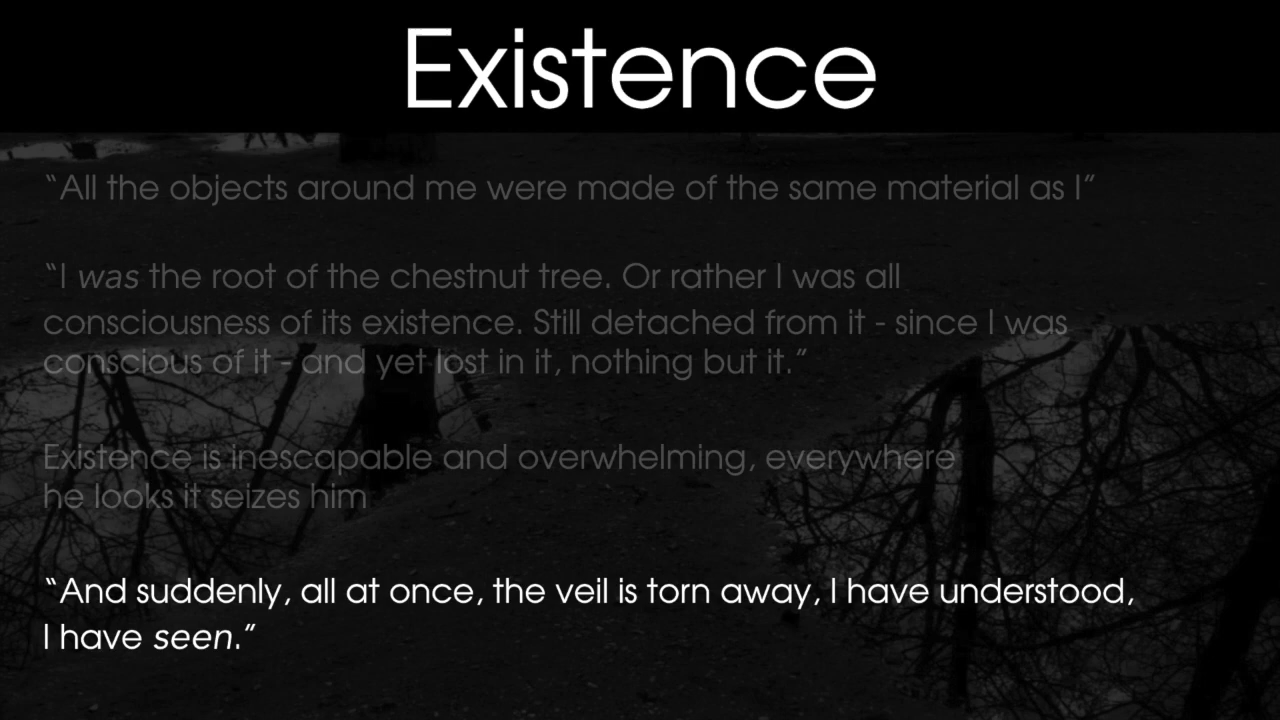 Existence
“All the objects around me were made of the same material as I”
“I was the root of the chestnut tree. Or rather I was all
consciousness of its existence. Still detached from it - since I was
conscious of it - and yet lost in it, nothing but it.”
Existence is inescapable and overwhelming, everywhere
he looks it seizes him
“And suddenly, all at once, the veil is torn away, I have understood,
I have seen.”